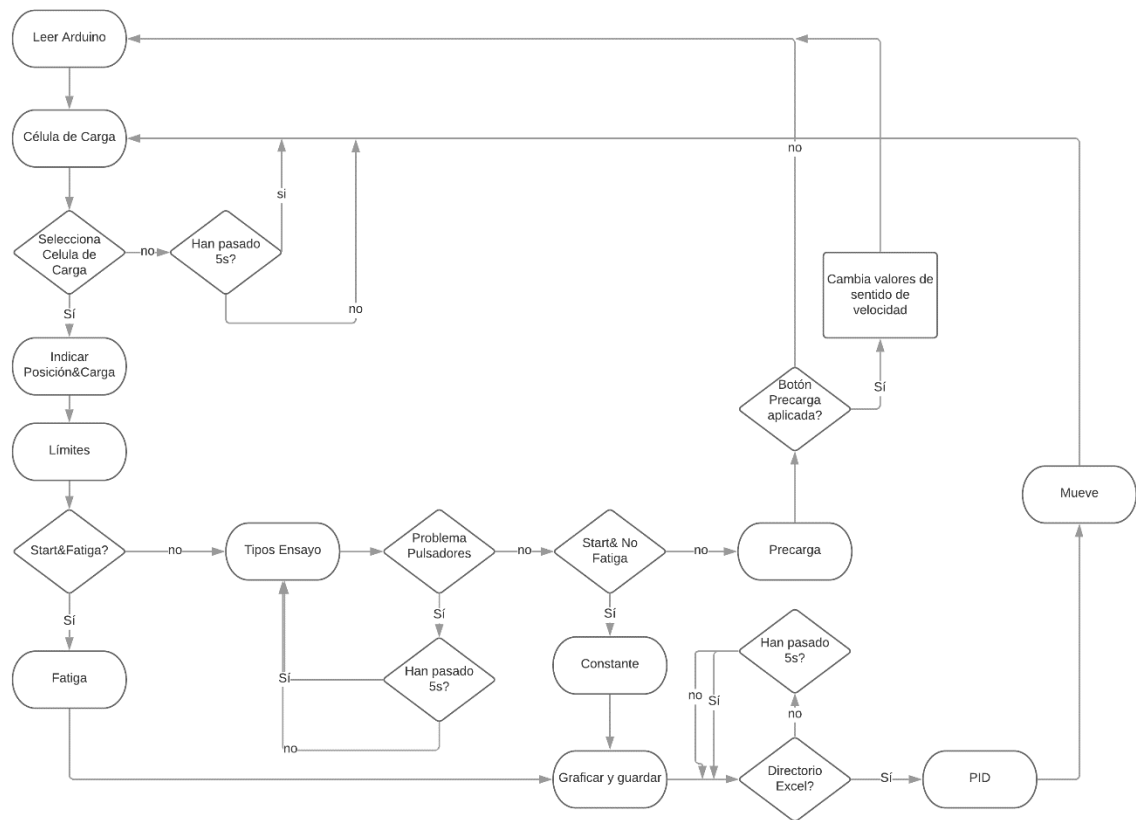 Leer Arduino
Célula de Carga
no
si
Selecciona
Celula de
Carga
no
Han pasado
5s?
no
Cambia valores de
sentido de
velocidad
Sí
Indicar
Posición&Carga
Botón
Precarga
aplicada?
Sí
Límites
Mueve
Start&Fatiga?
no
Tipos Ensayo
Problema
Pulsadores
no
Start& No
Fatiga
no
Precarga
Sí
Sí
Sí
Fatiga
Han pasado
5s?
Sí
no
Constante
Han pasado
5s?
no
Sí
no
Graficar y guardar
Directorio
Excel?
Sí
PID